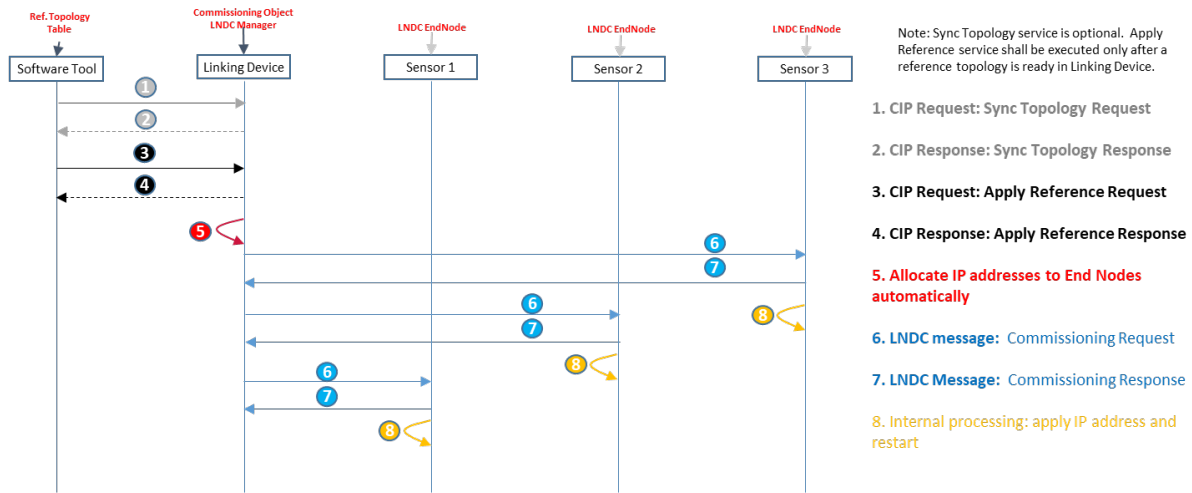 Ref. Topology
Table
Commissioning Object
LNDC Manager
LNDC EndNode
LNDC EndNode
LNDC EndNode
Software Tool
Linking Device
Sensor 1
Sensor 2
Sensor 3
Note: Sync Topology service is optional. Apply
Reference service shall be executed only after a
reference topology is ready in Linking Device.
1
2
3
4
5
6
7
6
7
8
8
6
7
8
1. CIP Request: Sync Topology Request
2. CIP Response: Sync Topology Response
3. CIP Request: Apply Reference Request
4. CIP Response: Apply Reference Response
5. Allocate IP addresses to End Nodes
automatically
6. LNDC message: Commissioning Request
7. LNDC Message: Commissioning Response
8. Internal processing: apply IP address and
restart